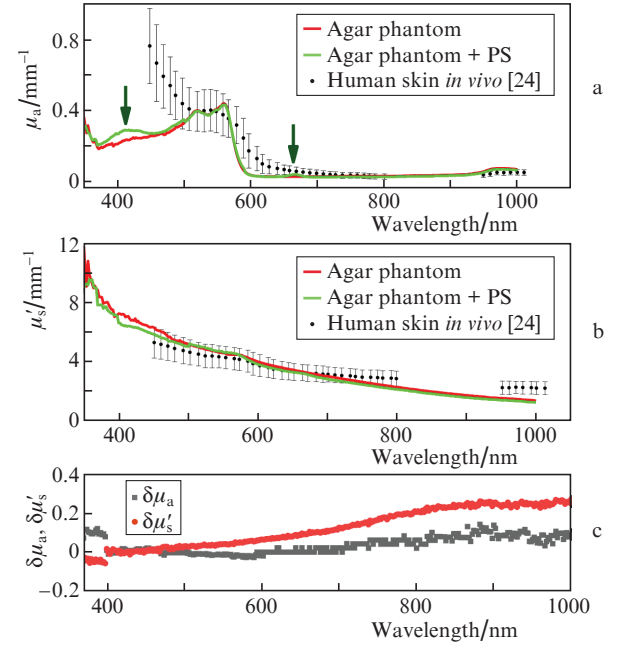 0.8
0.4
0
μa/mm−1
Agar phantom
Agar phantom + PS
Human skin in vivo [24]
a
400 600 800 1000
Wavelength/nm
12
8
4
0
μ′s/mm−1
Agar phantom
Agar phantom + PS
Human skin in vivo [24]
b
400 600 800 1000
Wavelength/nm
0.4
0.2
0
−0.2
δμa, δμ′s
δμa
δμ′s
c
400 600 800 1000
Wavelength/nm